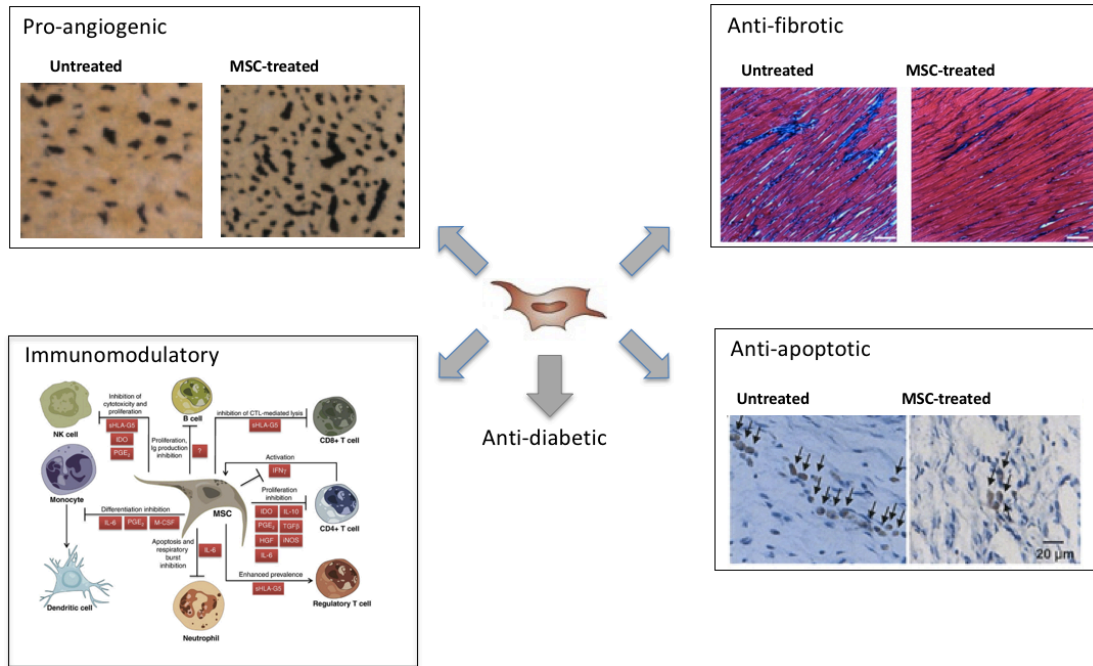 Pro-angiogenic
Untreated
MSC-treated
Anti-fibrotic
Untreated
MSC-treated
Immunomodulatory
Inhibition of
cytotoxicity and
proliferation
sHLA-G5
IDO
PGE₂
NK cell
B cell
Proliferation,
Ig production
inhibition
?
inhibition of CTL-mediated lysis
sHLA-G5
CD8+ T cell
Monocyte
MSC
Activation
IFNγ
Proliferation
inhibition
IDO
IL-10
PGE₂
TGFβ
HGF
iNOS
IL-6
CD4+ T cell
Differentiation inhibition
IL-6
PGE₂
M-CSF
Apoptosis and
respiratory
burst
inhibition
IL-6
Enhanced prevalence
sHLA-G5
Dendritic cell
Neutrophil
Regulatory T cell
Anti-diabetic
Anti-apoptotic
Untreated
MSC-treated
20 µm